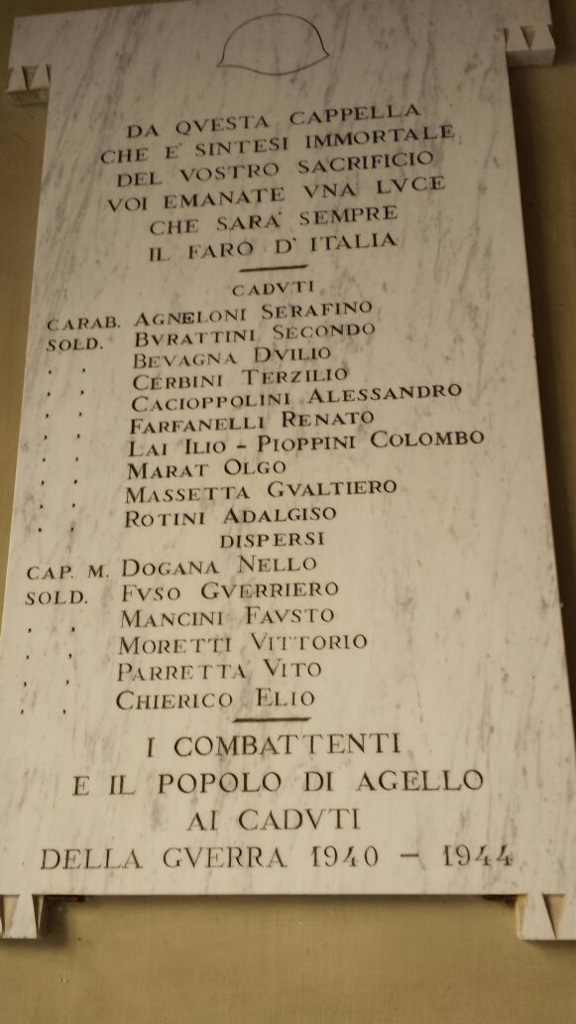 DA QVESTA CAPPELLA
CHE E' SINTESI IMMORTALE
DEL VOSTRO SACRIFICIO
VOI EMANATE VNA LVCE
CHE SARA' SEMPRE
IL FARO D'ITALIA
CADVTI
CARAB. AGNELONI SERAFINO
SOLD. BVRATTINI SECONDO
' ' BEVAGNA DVILIO
' ' CERBINI TERZILIO
' ' CACIOPPOLINI ALESSANDRO
' ' FARFANELLI RENATO
' ' LAI ILIO - PIOPPINI COLOMBO
' ' MARAT OLGO
' ' MASSETTA GVALTIERO
' ' ROTINI ADALGISO
DISPERSI
CAP. M. DOGANA NELLO
SOLD. FVSO GVERRIERO
' ' MANCINI FAVSTO
' ' MORETTI VITTORIO
' ' PARRETTA VITO
' ' CHIERICO ELIO
I COMBATTENTI
E IL POPOLO DI AGELLO
AI CADVTI
DELLA GVERRA 1940 - 1944